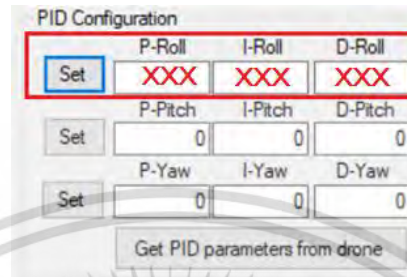 PID Configuration
P-Roll I-Roll D-Roll
Set XXX XXX XXX
P-Pitch I-Pitch D-Pitch
Set 0 0 0
P-Yaw I-Yaw D-Yaw
Set 0 0 0
Get PID parameters from drone